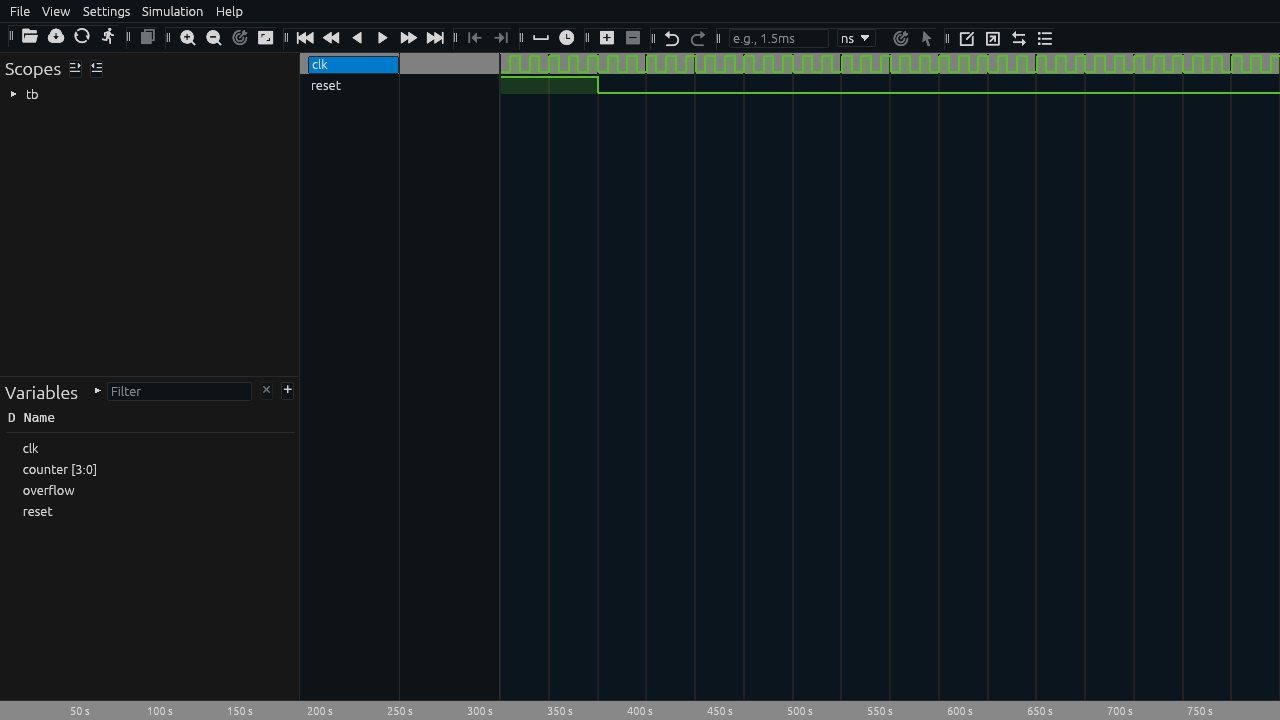 File View Settings Simulation Help
e.g., 1.5ms ns
Scopes
tb
clk
reset
Variables Filter
D Name
clk
counter [3:0]
overflow
reset
50 s 100 s 150 s 200 s 250 s 300 s 350 s 400 s 450 s 500 s 550 s 600 s 650 s 700 s 750 s